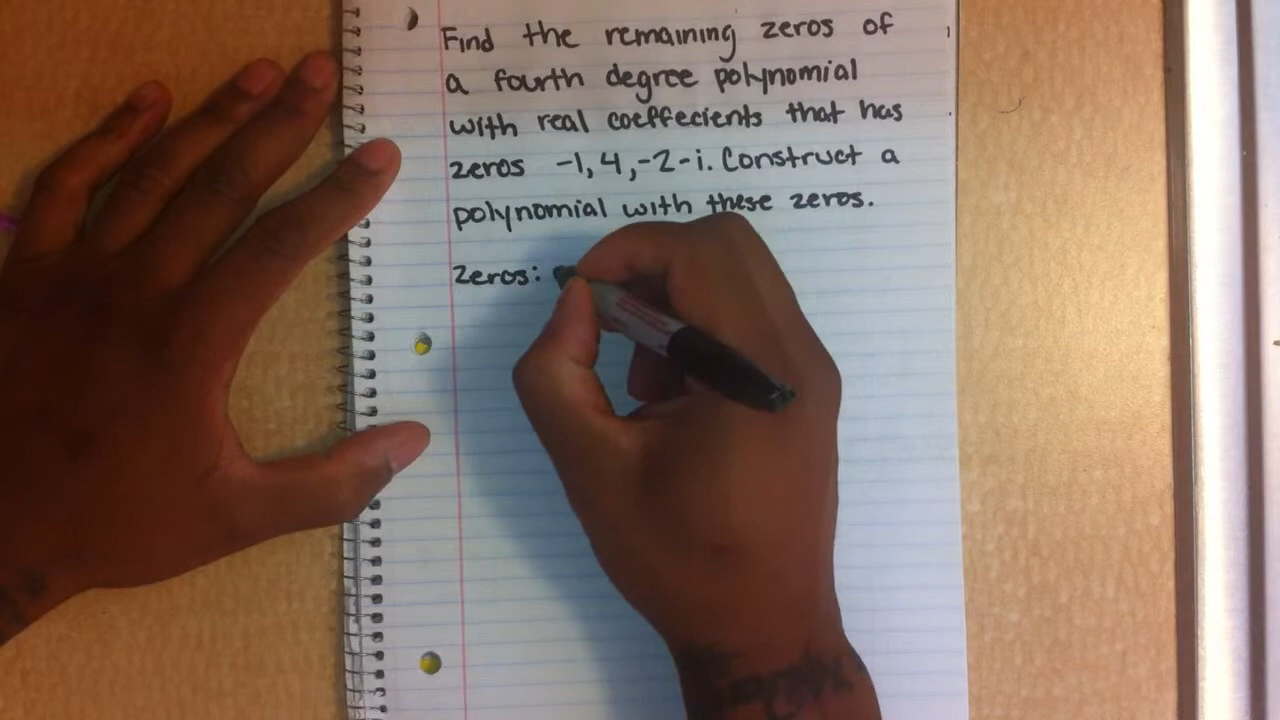 Find the remaining zeros of
a fourth degree polynomial
with real coeffecients that has
zeros -1, 4, -2-i. Construct a
polynomial with these zeros.
Zeros: